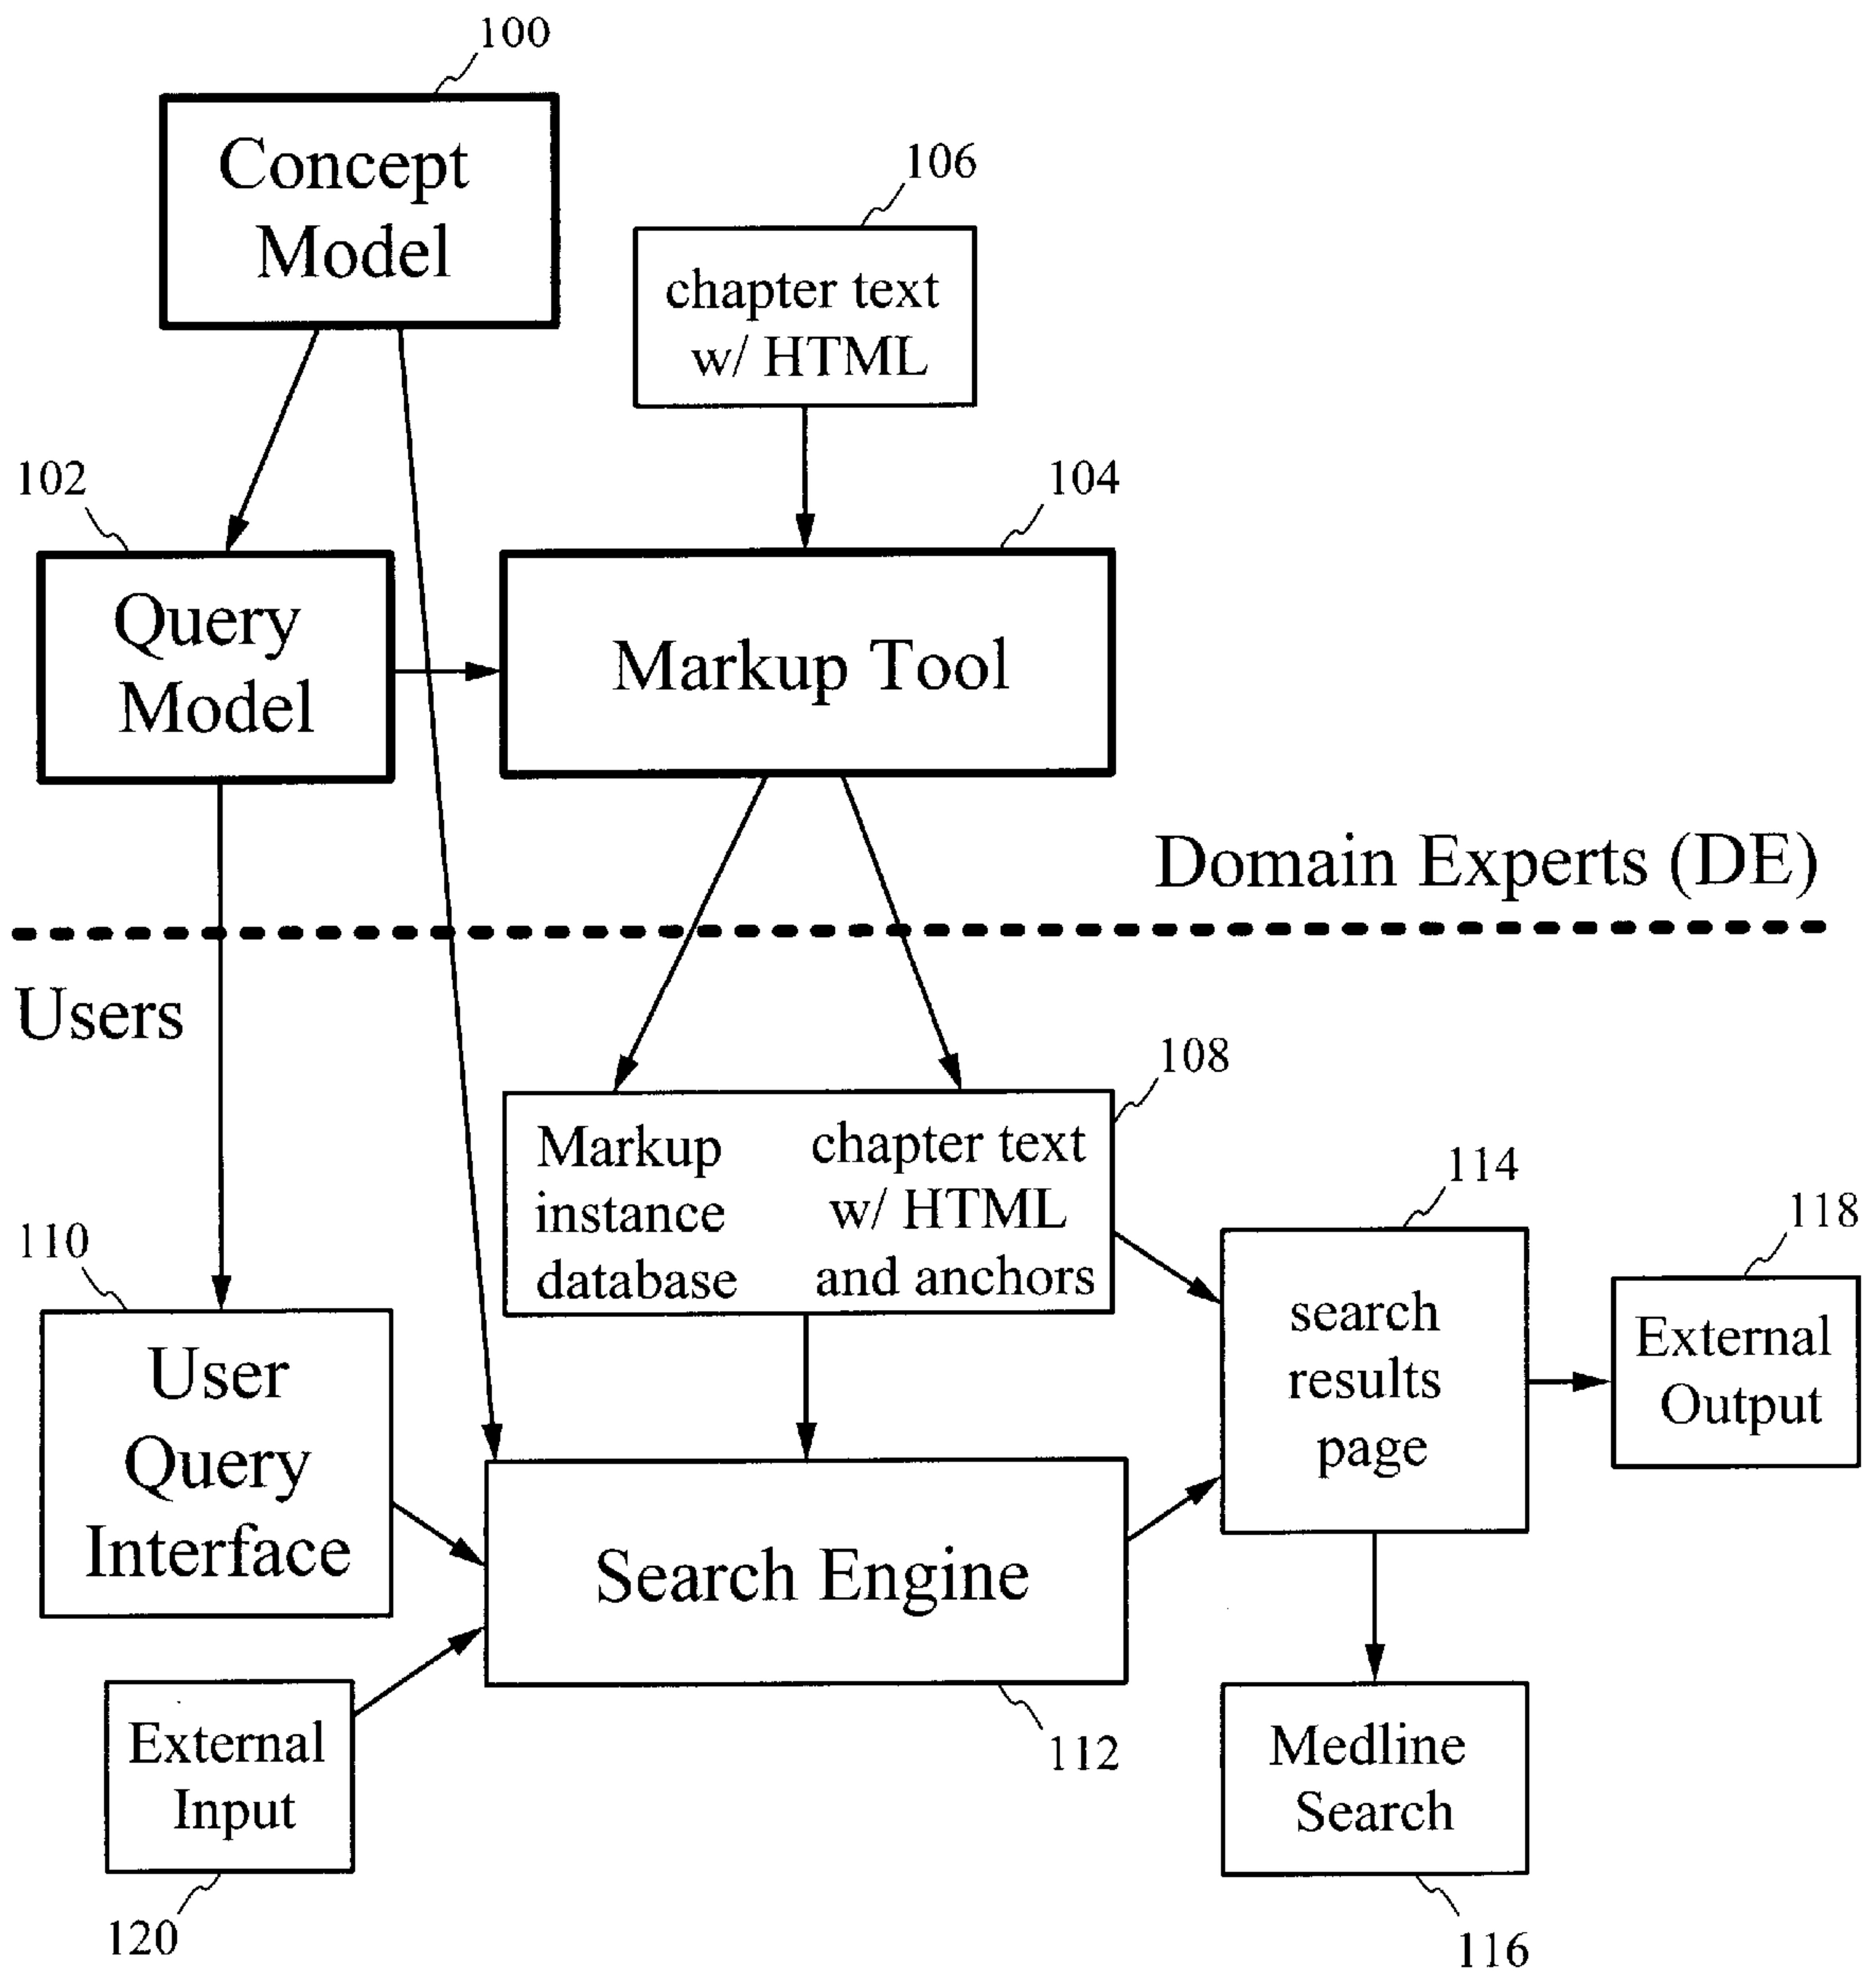 100
Concept
Model
106
chapter text
w/ HTML
102
104
Query
Model
Markup Tool
Domain Experts (DE)
Users
108
Markup
instance
database
chapter text
w/ HTML
and anchors
114
118
110
User
Query
Interface
search
results
page
External
Output
Search Engine
External
Input
112
Medline
Search
120
116